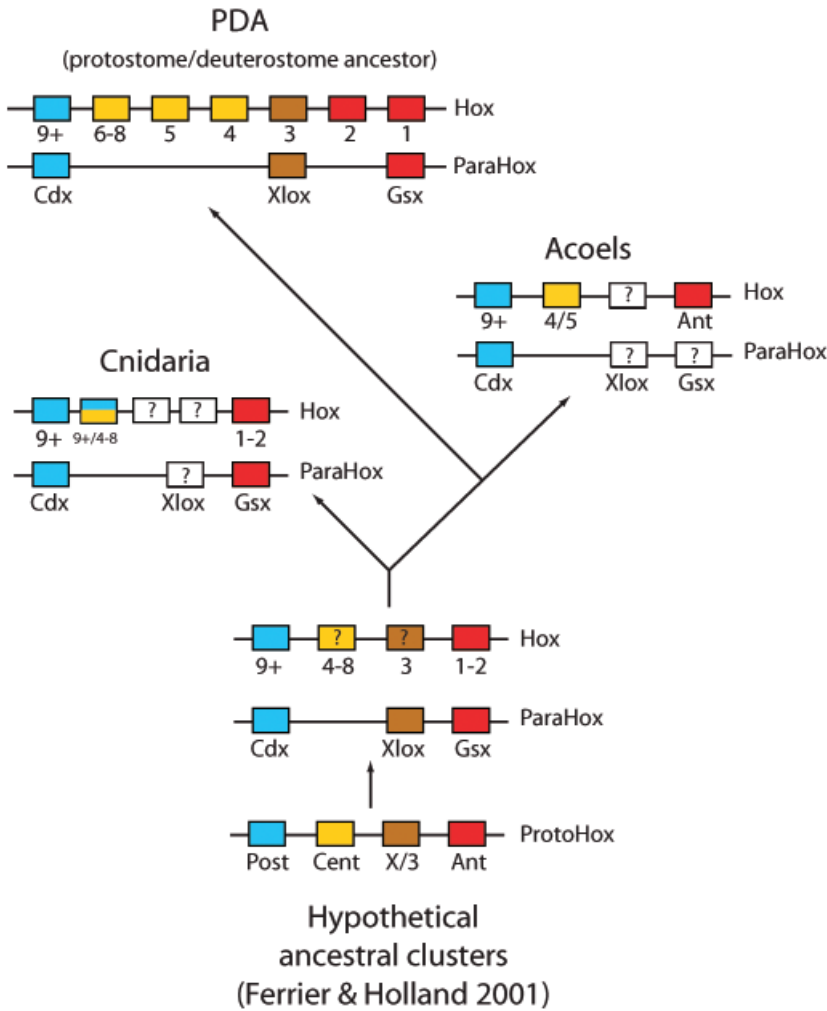 PDA
(protostome/deuterostome ancestor)
Hox
9+ 6-8 5 4 3 2 1
ParaHox
Cdx Xlox Gsx
Acoels
? Hox
9+ 4/5 Ant
? ? ParaHox
Cdx Xlox Gsx
Cnidaria
? ? Hox
9+ 9+/4-8 1-2
? ParaHox
Cdx Xlox Gsx
? ? Hox
9+ 4-8 3 1-2
ParaHox
Cdx Xlox Gsx
ProtoHox
Post Cent X/3 Ant
Hypothetical
ancestral clusters
(Ferrier & Holland 2001)